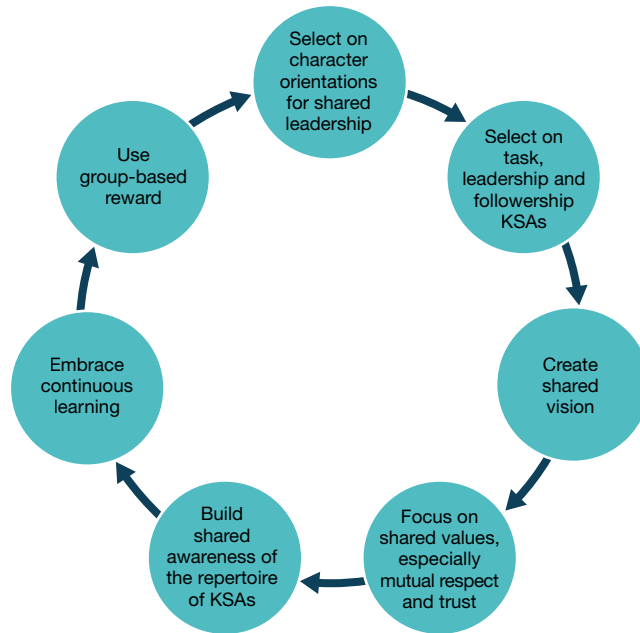 Select on
character
orientations
for shared
leadership
Select on
task,
leadership and
followership
KSAs
Create
shared
vision
Focus on
shared values,
especially
mutual respect
and trust
Build
shared
awareness of
the repertoire
of KSAs
Embrace
continuous
learning
Use
group-based
reward